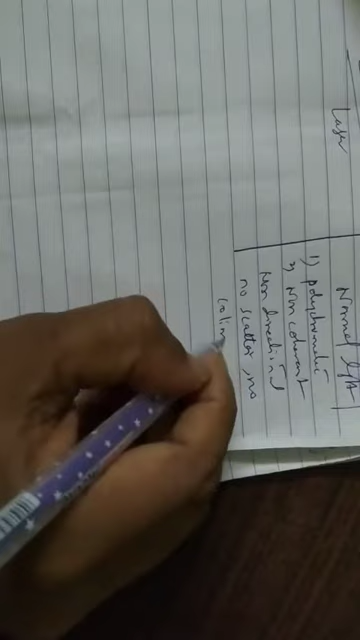 Laser
Normal light
1) polychromatic
2) Non coherent
Non directional
no scatter, no
colim